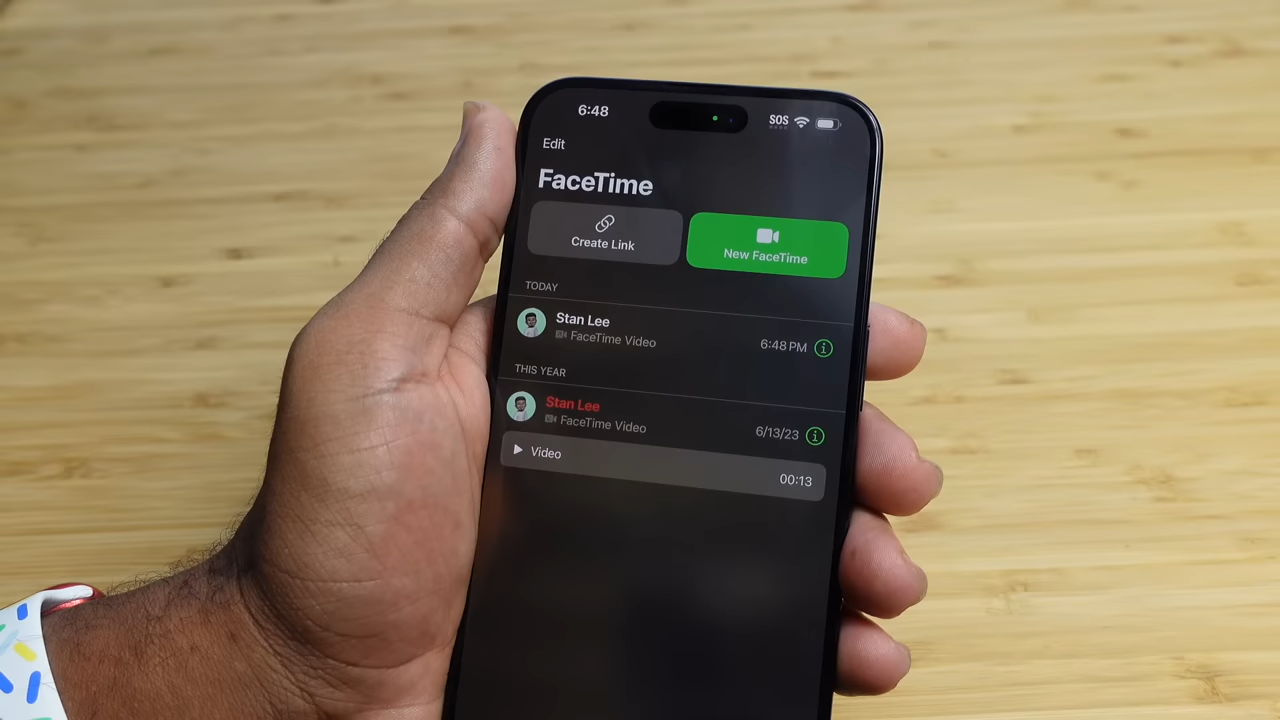 6:48
SOS
Edit
FaceTime
Create Link
New FaceTime
TODAY
Stan Lee
FaceTime Video
6:48 PM
THIS YEAR
Stan Lee
FaceTime Video
6/13/23
Video
00:13